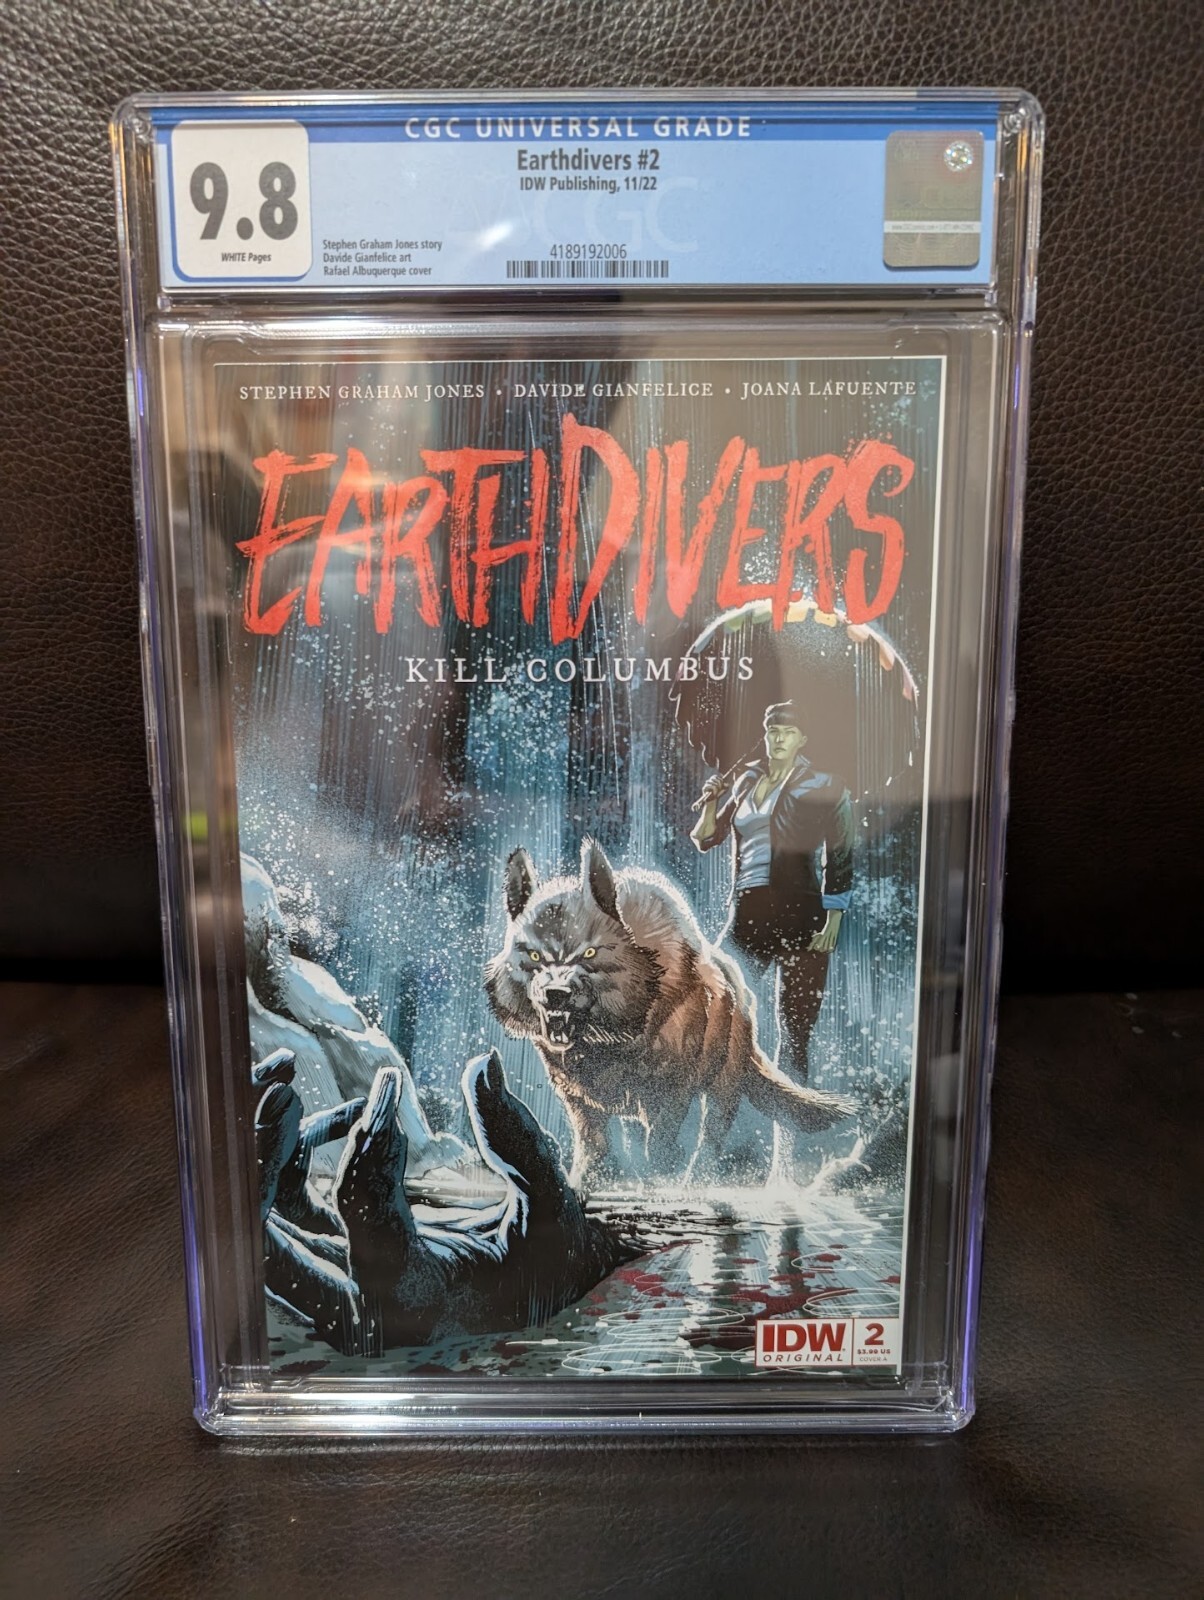 CGC UNIVERSAL GRADE
9.8
WHITE Pages
Earthdivers #2
IDW Publishing, 11/22
Stephen Graham Jones story
Davide Gianfelice art
Rafael Albuquerque cover
4189192006
CGC
STEPHEN GRAHAM JONES • DAVIDE GIANFELICE • JOANA LAFUENTE
EARTHDIVERS
KILL COLUMBUS
IDW
ORIGINAL
2
$3.99 US
COVER A